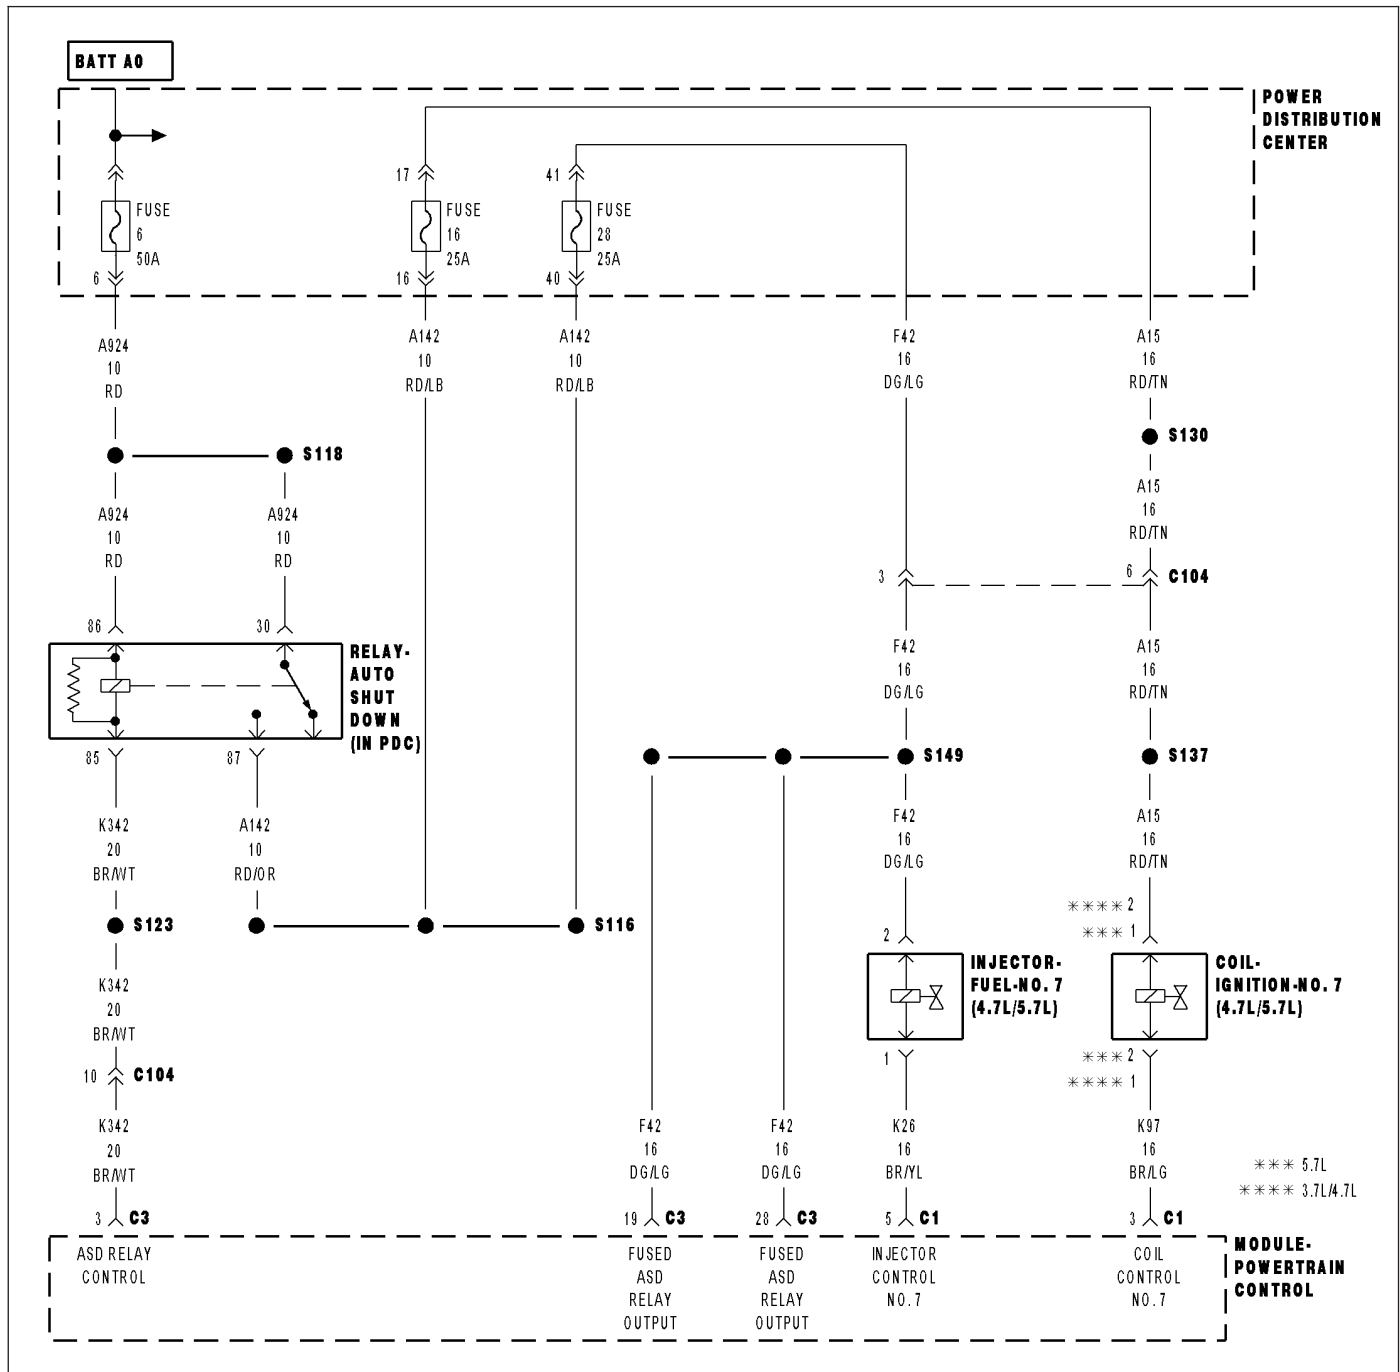 BATT A0
POWER
DISTRIBUTION
CENTER
FUSE
6
50A
6
17
FUSE
16
25A
16
41
FUSE
28
25A
40
A924
10
RD
A142
10
RD/LB
A142
10
RD/LB
F42
16
DG/LG
A15
16
RD/TN
S118
S130
A924
10
RD
A924
10
RD
A15
16
RD/TN
3
6
C104
86
30
RELAY-
AUTO
SHUT
DOWN
(IN PDC)
F42
16
DG/LG
A15
16
RD/TN
85
87
S149
S137
K342
20
BR/WT
A142
10
RD/OR
F42
16
DG/LG
A15
16
RD/TN
S123
S116
2
**** 2
*** 1
INJECTOR-
FUEL-NO. 7
(4.7L/5.7L)
COIL-
IGNITION-NO. 7
(4.7L/5.7L)
K342
20
BR/WT
10
C104
1
*** 2
**** 1
K342
20
BR/WT
F42
16
DG/LG
F42
16
DG/LG
K26
16
BR/YL
K97
16
BR/LG
*** 5.7L
**** 3.7L/4.7L
3 C3
19 C3
28 C3
5 C1
3 C1
ASD RELAY
CONTROL
FUSED
ASD
RELAY
OUTPUT
FUSED
ASD
RELAY
OUTPUT
INJECTOR
CONTROL
NO. 7
COIL
CONTROL
NO. 7
MODULE-
POWERTRAIN
CONTROL